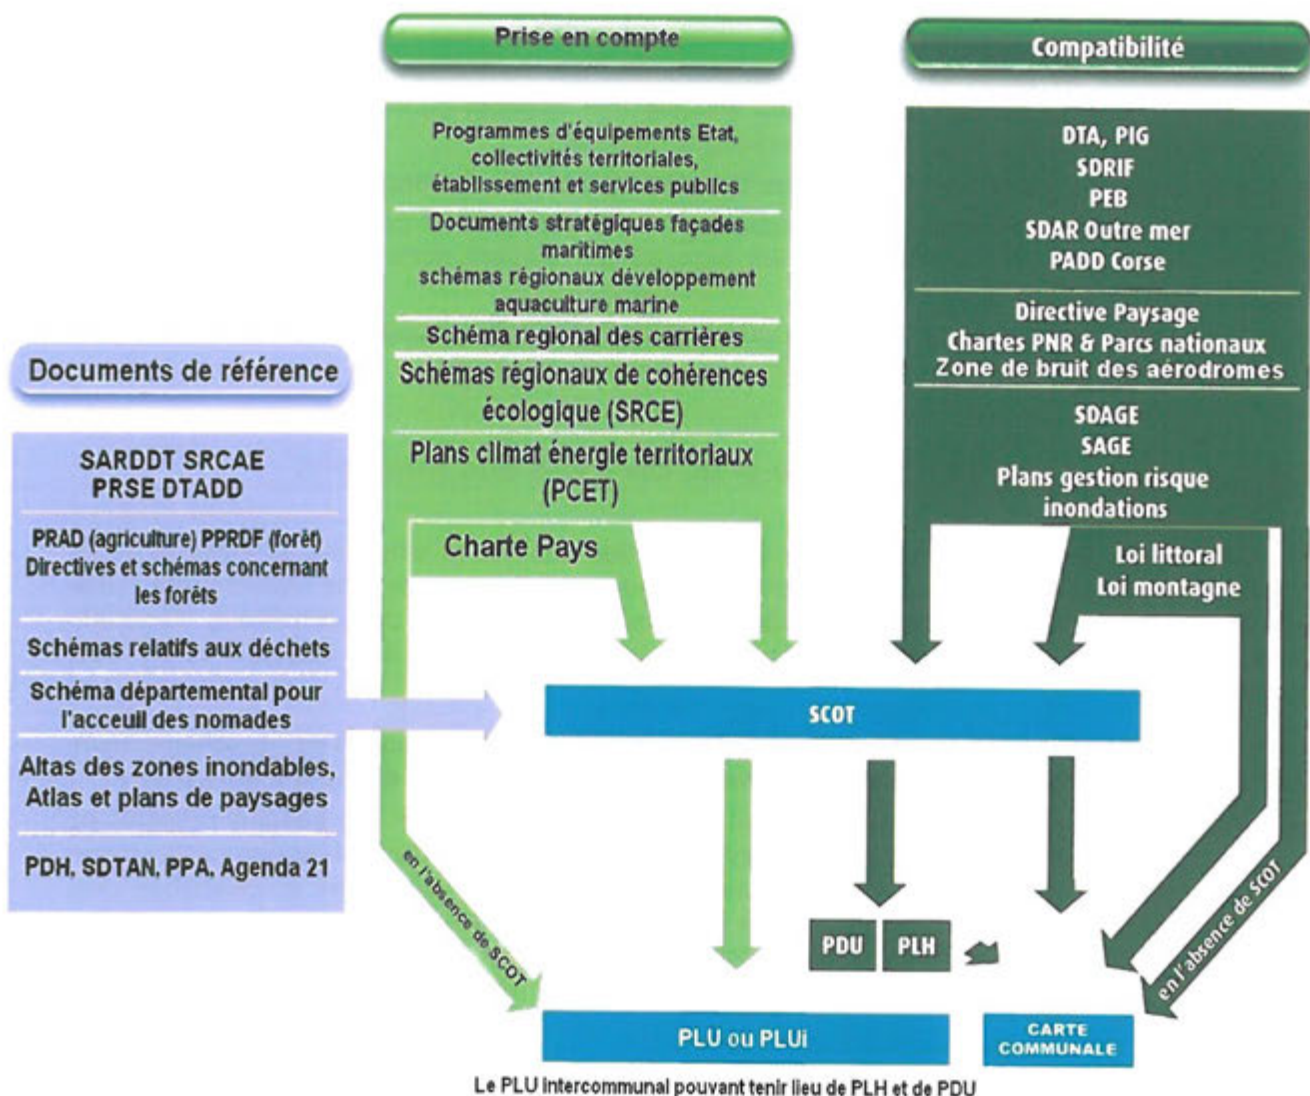 Prise en compte
Programmes d'équipements Etat,
collectivités territoriales,
établissement et services publics
Documents stratégiques façades
maritimes
schémas régionaux développement
aquaculture marine
Schéma regional des carrières
Schémas régionaux de cohérences
écologique (SRCE)
Plans climat énergie territoriaux
(PCET)
Charte Pays
Compatibilité
DTA, PIG
SDRIF
PEB
SDAR Outre mer
PADD Corse
Directive Paysage
Chartes PNR & Parcs nationaux
Zone de bruit des aérodromes
SDAGE
SAGE
Plans gestion risque
inondations
Loi littoral
Loi montagne
Documents de référence
SARDDT SRCAE
PRSE DTADD
PRAD (agriculture) PPRDF (forêt)
Directives et schémas concernant
les forêts
Schémas relatifs aux déchets
Schéma départemental pour
l'acceuil des nomades
Altas des zones inondables,
Atlas et plans de paysages
PDH, SDTAN, PPA, Agenda 21
SCOT
en l'absence de SCOT
PDU
PLH
en l'absence de SCOT
PLU ou PLUi
CARTE
COMMUNALE
Le PLU intercommunal pouvant tenir lieu de PLH et de PDU